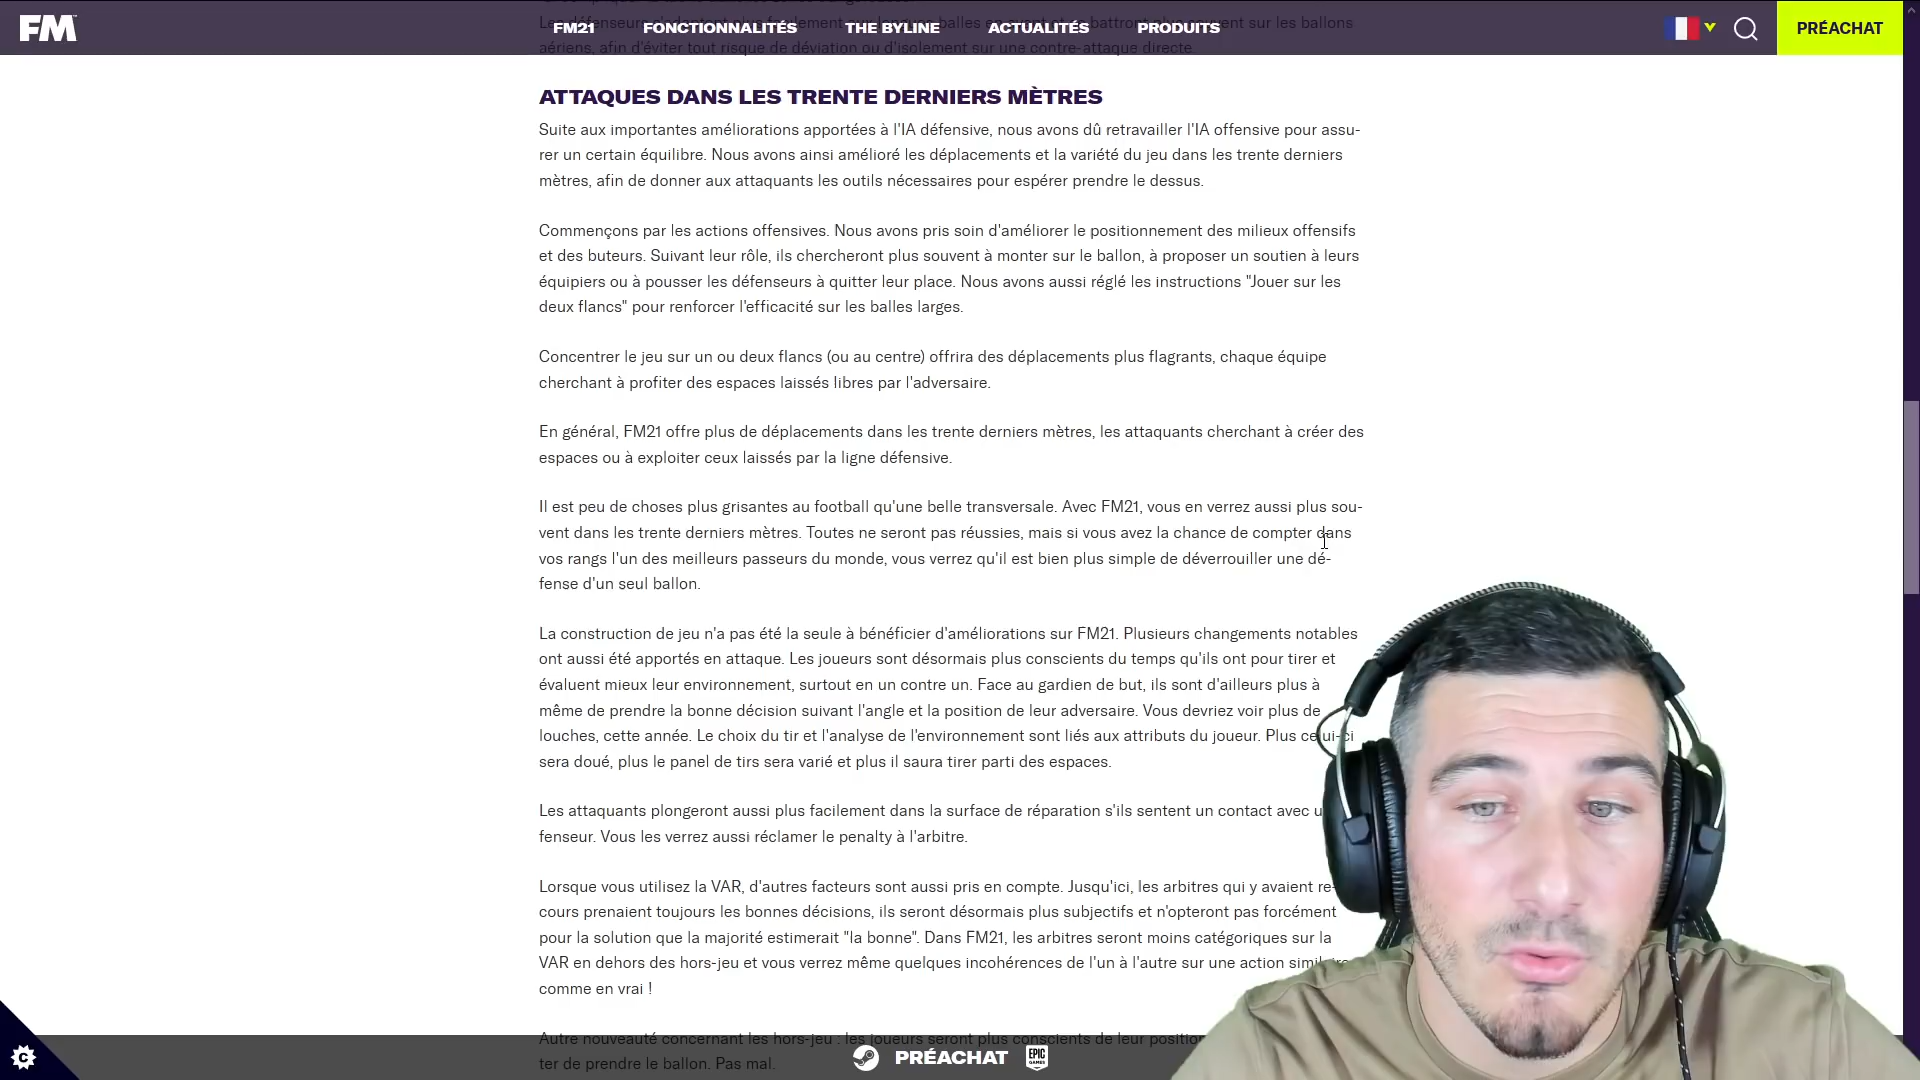 FM
FM21
FONCTIONNALITÉS
THE BYLINE
ACTUALITÉS
PRODUITS
PRÉACHAT
aériens, afin d'éviter tout risque de déviation ou d'isolement sur une contre-attaque directe.
ATTAQUES DANS LES TRENTE DERNIERS MÈTRES
Suite aux importantes améliorations apportées à l'IA défensive, nous avons dû retravailler l'IA offensive pour assu-
rer un certain équilibre. Nous avons ainsi amélioré les déplacements et la variété du jeu dans les trente derniers
mètres, afin de donner aux attaquants les outils nécessaires pour espérer prendre le dessus.
Commençons par les actions offensives. Nous avons pris soin d'améliorer le positionnement des milieux offensifs
et des buteurs. Suivant leur rôle, ils chercheront plus souvent à monter sur le ballon, à proposer un soutien à leurs
équipiers ou à pousser les défenseurs à quitter leur place. Nous avons aussi réglé les instructions "Jouer sur les
deux flancs" pour renforcer l'efficacité sur les balles larges.
Concentrer le jeu sur un ou deux flancs (ou au centre) offrira des déplacements plus flagrants, chaque équipe
cherchant à profiter des espaces laissés libres par l'adversaire.
En général, FM21 offre plus de déplacements dans les trente derniers mètres, les attaquants cherchant à créer des
espaces ou à exploiter ceux laissés par la ligne défensive.
Il est peu de choses plus grisantes au football qu'une belle transversale. Avec FM21, vous en verrez aussi plus sou-
vent dans les trente derniers mètres. Toutes ne seront pas réussies, mais si vous avez la chance de compter dans
vos rangs l'un des meilleurs passeurs du monde, vous verrez qu'il est bien plus simple de déverrouiller une dé-
fense d'un seul ballon.
La construction de jeu n'a pas été la seule à bénéficier d'améliorations sur FM21. Plusieurs changements notables
ont aussi été apportés en attaque. Les joueurs sont désormais plus conscients du temps qu'ils ont pour tirer et
évaluent mieux leur environnement, surtout en un contre un. Face au gardien de but, ils sont d'ailleurs plus à
même de prendre la bonne décision suivant l'angle et la position de leur adversaire. Vous devriez voir plus de
louches, cette année. Le choix du tir et l'analyse de l'environnement sont liés aux attributs du joueur. Plus celui-ci
sera doué, plus le panel de tirs sera varié et plus il saura tirer parti des espaces.
Les attaquants plongeront aussi plus facilement dans la surface de réparation s'ils sentent un contact avec
fenseur. Vous les verrez aussi réclamer le penalty à l'arbitre.
Lorsque vous utilisez la VAR, d'autres facteurs sont aussi pris en compte. Jusqu'ici, les arbitres qui y avaient re-
cours prenaient toujours les bonnes décisions, ils seront désormais plus subjectifs et n'opteront pas forcément
pour la solution que la majorité estimerait "la bonne". Dans FM21, les arbitres seront moins catégoriques sur la
VAR en dehors des hors-jeu et vous verrez même quelques incohérences de l'un à l'autre sur une action
comme en vrai !
Autre nouveauté concernant les hors-jeu : les joueurs seront plus conscients de leur
ter de prendre le ballon. Pas mal.
PRÉACHAT
EPIC
GAMES